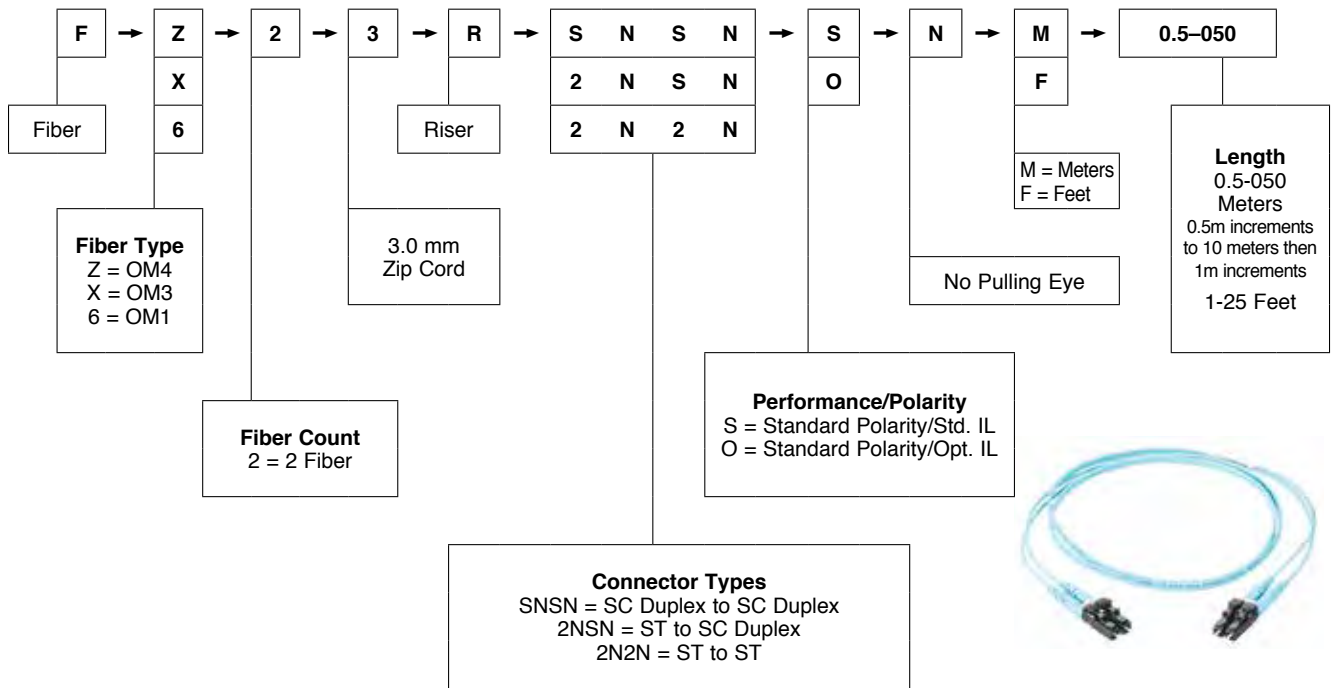 F → Z → 2 → 3 → R → S N S N → S → N → M → 0.5–050
X 2 N S N O F
6 2 N 2 N
Fiber
Riser
M = Meters
F = Feet
Length
0.5-050
Meters
0.5m increments
to 10 meters then
1m increments
1-25 Feet
Fiber Type
Z = OM4
X = OM3
6 = OM1
3.0 mm
Zip Cord
No Pulling Eye
Fiber Count
2 = 2 Fiber
Performance/Polarity
S = Standard Polarity/Std. IL
O = Standard Polarity/Opt. IL
Connector Types
SNSN = SC Duplex to SC Duplex
2NSN = ST to SC Duplex
2N2N = ST to ST